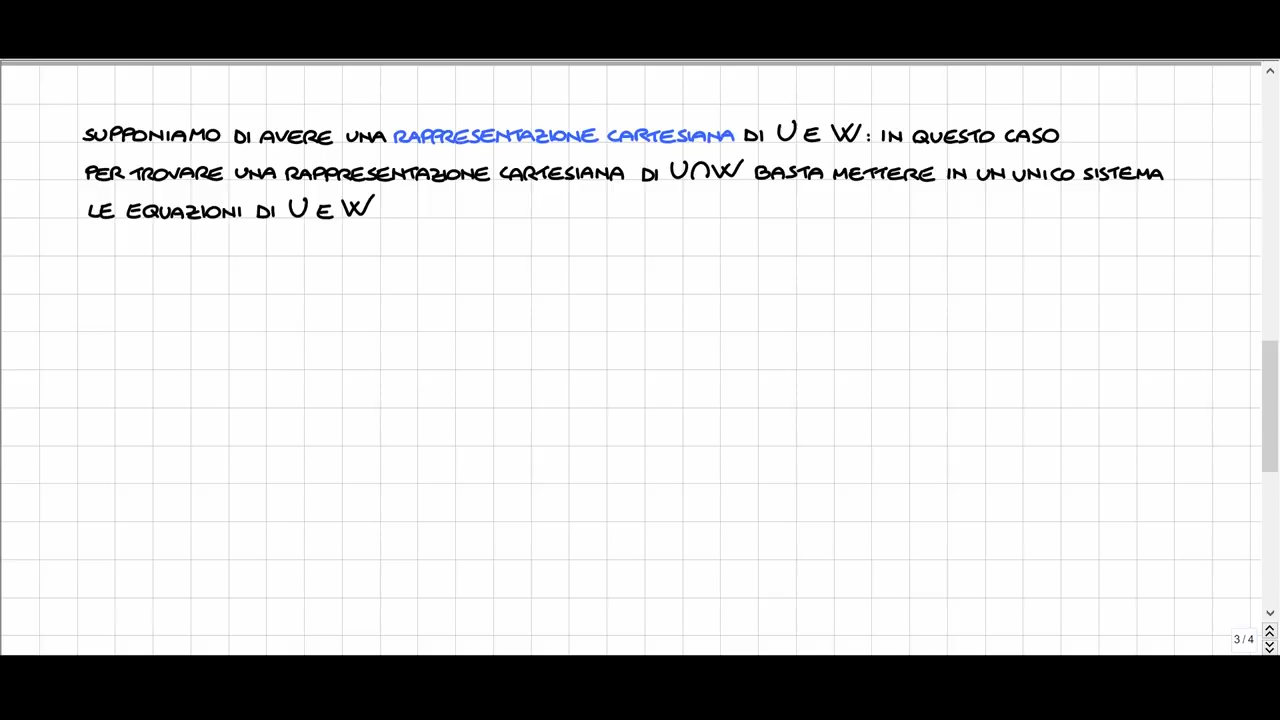 SUPPONIAMO DI AVERE UNA RAPPRESENTAZIONE CARTESIANA DI U E W: IN QUESTO CASO
PER TROVARE UNA RAPPRESENTAZIONE CARTESIANA DI U∩W BASTA METTERE IN UN UNICO SISTEMA
LE EQUAZIONI DI U E W
3/4